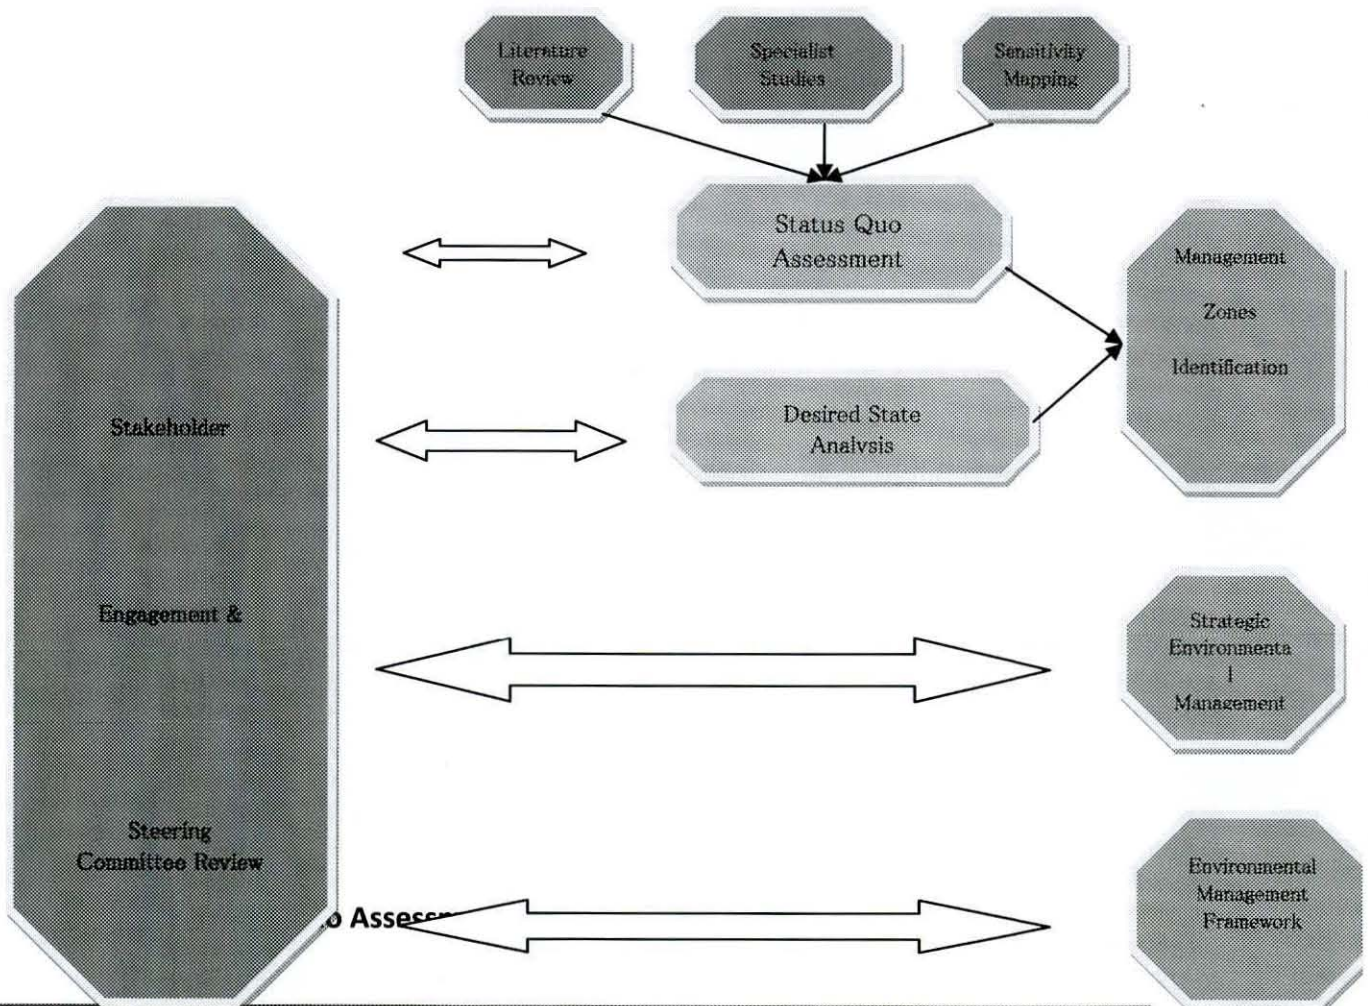 Literature
Review
Specialist
Studies
Sensitivity
Mapping
Status Quo
Assessment
Management
Zones
Identification
Desired State
Analysis
Stakeholder
Engagement &
Steering
Committee Review
Strategic
Environmenta
l
Management
Environmental
Management
Framework
o Assess